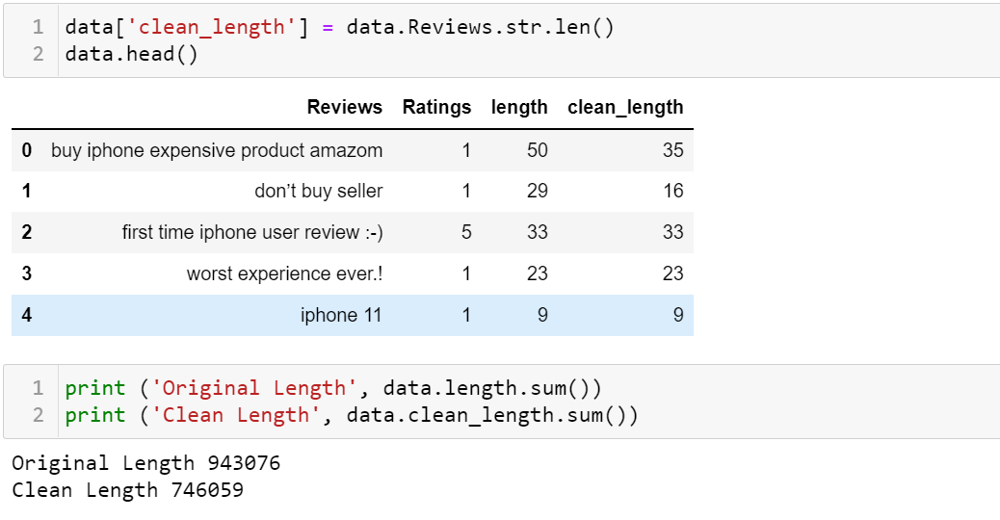 1 data['clean_length'] = data.Reviews.str.len()
2 data.head()
Reviews Ratings length clean_length
0 buy iphone expensive product amazom 1 50 35
1 don’t buy seller 1 29 16
2 first time iphone user review :-) 5 33 33
3 worst experience ever.! 1 23 23
4 iphone 11 1 9 9
1 print ('Original Length', data.length.sum())
2 print ('Clean Length', data.clean_length.sum())
Original Length 943076
Clean Length 746059